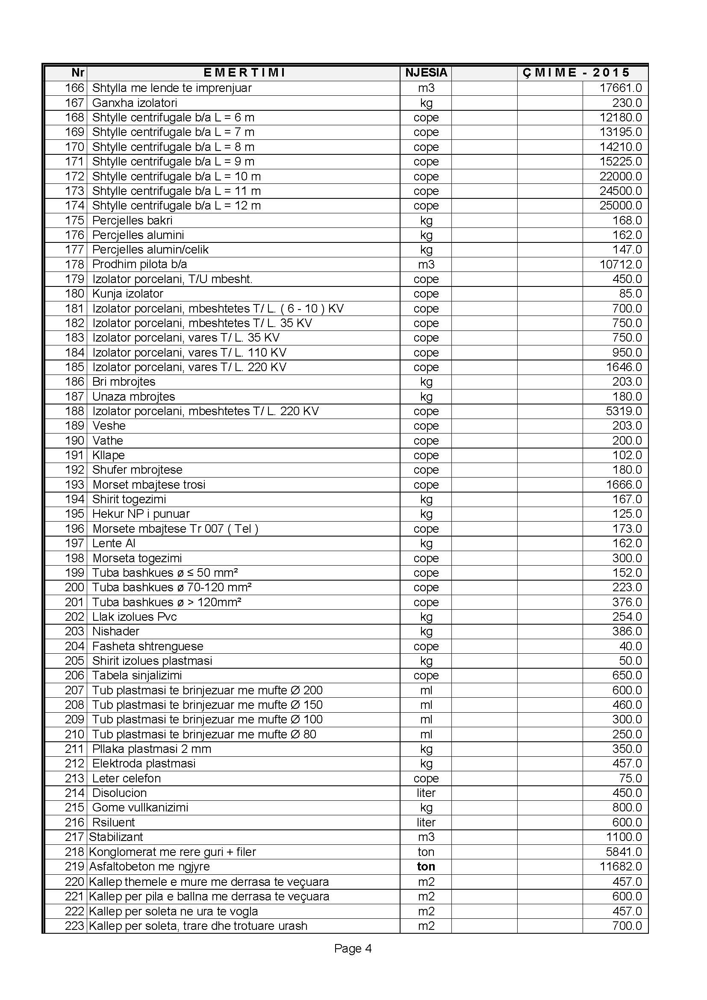 Nr EMERTIMI NJESIA ÇMIME - 2015
166 Shtylla me lende te imprenjuar m3 17661.0
167 Ganxha izolatori kg 230.0
168 Shtylle centrifugale b/a L = 6 m cope 12180.0
169 Shtylle centrifugale b/a L = 7 m cope 13195.0
170 Shtylle centrifugale b/a L = 8 m cope 14210.0
171 Shtylle centrifugale b/a L = 9 m cope 15225.0
172 Shtylle centrifugale b/a L = 10 m cope 22000.0
173 Shtylle centrifugale b/a L = 11 m cope 24500.0
174 Shtylle centrifugale b/a L = 12 m cope 25000.0
175 Percjelles bakri kg 168.0
176 Percjelles alumini kg 162.0
177 Percjelles alumin/celik kg 147.0
178 Prodhim pilota b/a m3 10712.0
179 Izolator porcelani, T/U mbesht. cope 450.0
180 Kunja izolator cope 85.0
181 Izolator porcelani, mbeshtetes T/ L. ( 6 - 10 ) KV cope 700.0
182 Izolator porcelani, mbeshtetes T/ L. 35 KV cope 750.0
183 Izolator porcelani, vares T/ L. 35 KV cope 750.0
184 Izolator porcelani, vares T/ L. 110 KV cope 950.0
185 Izolator porcelani, vares T/ L. 220 KV cope 1646.0
186 Bri mbrojtes kg 203.0
187 Unaza mbrojtes kg 180.0
188 Izolator porcelani, mbeshtetes T/ L. 220 KV cope 5319.0
189 Veshe cope 203.0
190 Vathe cope 200.0
191 Kllape cope 102.0
192 Shufer mbrojtese cope 180.0
193 Morset mbajtese trosi cope 1666.0
194 Shirit togezimi kg 167.0
195 Hekur NP i punuar kg 125.0
196 Morsete mbajtese Tr 007 ( Tel ) cope 173.0
197 Lente Al kg 162.0
198 Morseta togezimi cope 300.0
199 Tuba bashkues ø ≤ 50 mm² cope 152.0
200 Tuba bashkues ø 70-120 mm² cope 223.0
201 Tuba bashkues ø > 120mm² cope 376.0
202 Llak izolues Pvc kg 254.0
203 Nishader kg 386.0
204 Fasheta shtrenguese cope 40.0
205 Shirit izolues plastmasi kg 50.0
206 Tabela sinjalizimi cope 650.0
207 Tub plastmasi te brinjezuar me mufte Ø 200 ml 600.0
208 Tub plastmasi te brinjezuar me mufte Ø 150 ml 460.0
209 Tub plastmasi te brinjezuar me mufte Ø 100 ml 300.0
210 Tub plastmasi te brinjezuar me mufte Ø 80 ml 250.0
211 Pllaka plastmasi 2 mm kg 350.0
212 Elektroda plastmasi kg 457.0
213 Leter celefon cope 75.0
214 Disolucion liter 450.0
215 Gome vullkanizimi kg 800.0
216 Rsiluent liter 600.0
217 Stabilizant m3 1100.0
218 Konglomerat me rere guri + filer ton 5841.0
219 Asfaltobeton me ngjyre ton 11682.0
220 Kallep themele e mure me derrasa te veçuara m2 457.0
221 Kallep per pila e ballna me derrasa te veçuara m2 600.0
222 Kallep per soleta ne ura te vogla m2 457.0
223 Kallep per soleta, trare dhe trotuare urash m2 700.0
Page 4